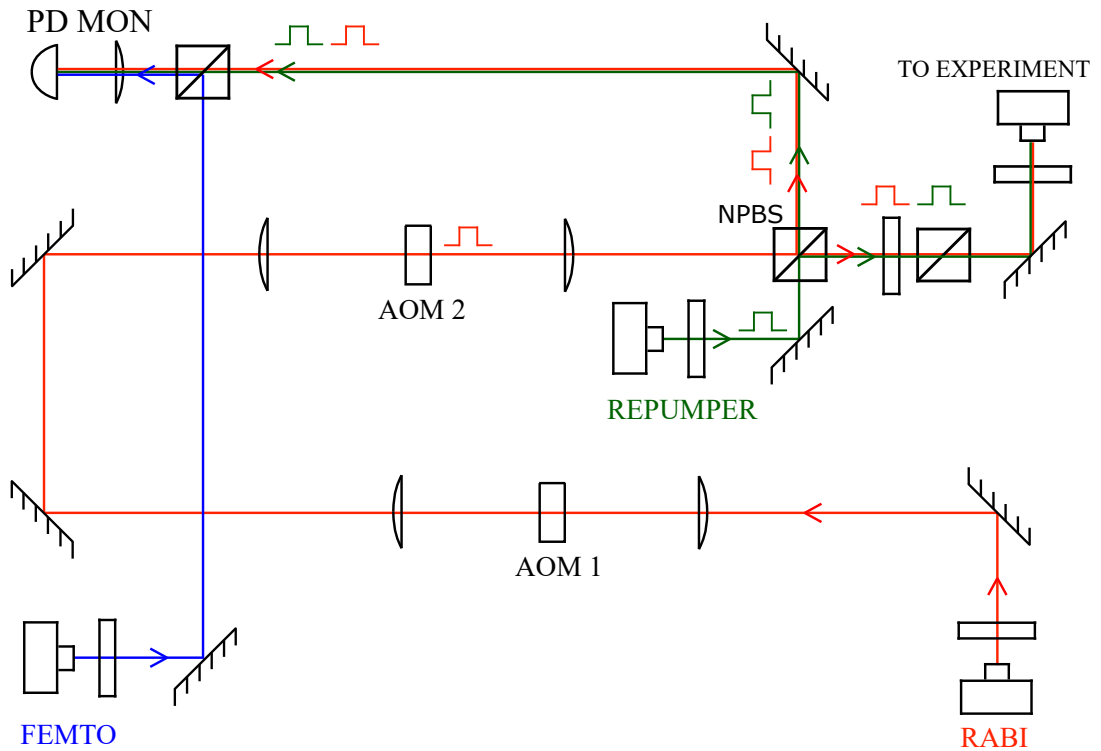 PD MON
TO EXPERIMENT
NPBS
AOM 2
REPUMPER
AOM 1
FEMTO
RABI